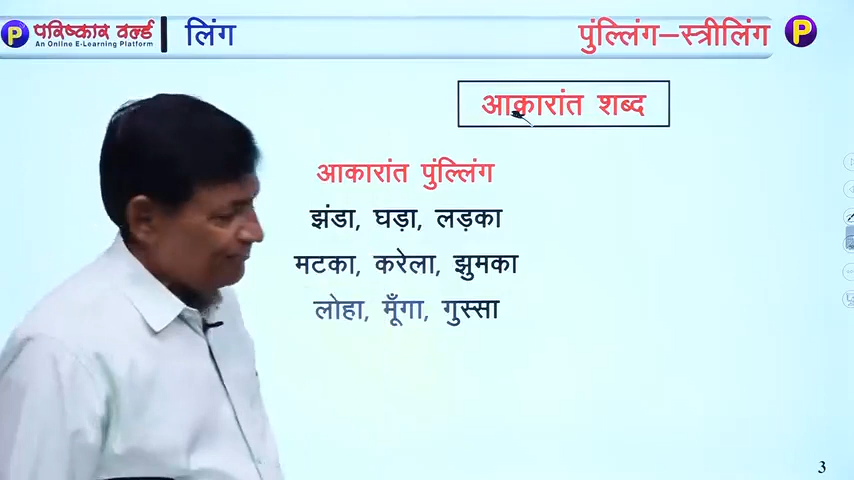 परिष्कार वर्ल्ड
An Online E-Learning Platform
लिंग
पुंल्लिंग–स्त्रीलिंग
P
P
आकारांत शब्द
आकारांत पुंल्लिंग
झंडा, घड़ा, लड़का
मटका, करेला, झुमका
लोहा, मूँगा, गुस्सा
3